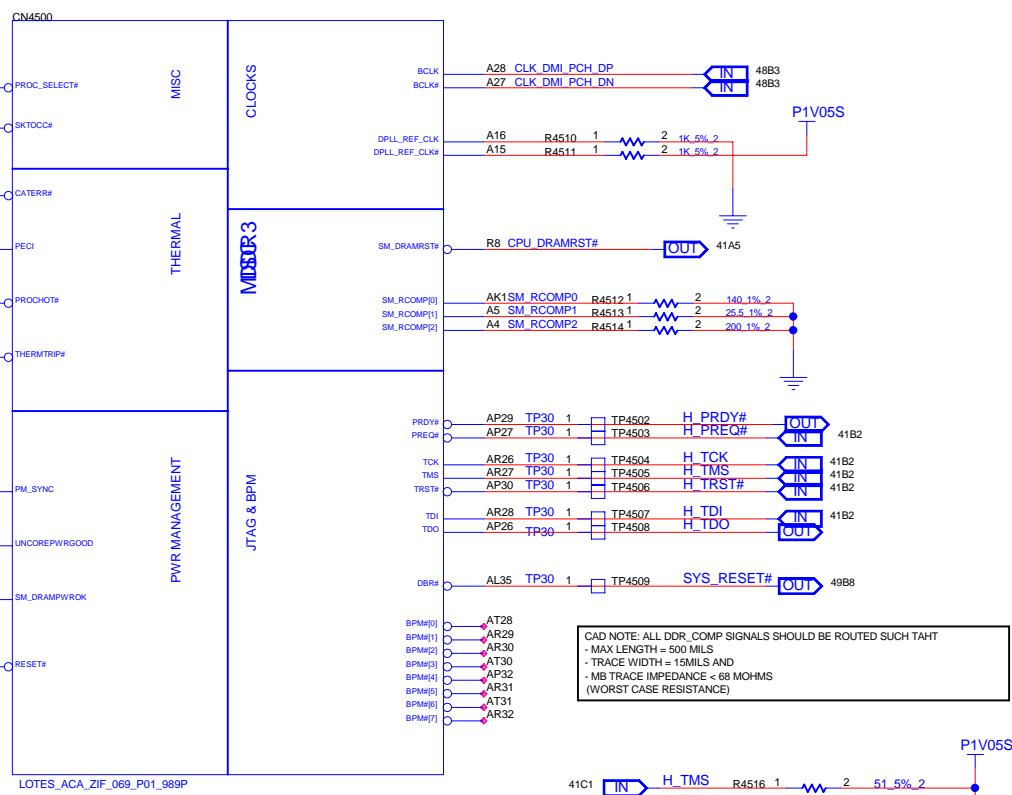 CN4500
PROC_SELECT#
SKTOCC#
MISC
CLOCKS
BCLK A28 CLK_DMI_PCH_DP IN 48B3
BCLK# A27 CLK_DMI_PCH_DN IN 48B3
P1V05S
DPLL_REF_CLK A16 R4510 1 2 1K_5%_2
DPLL_REF_CLK# A15 R4511 1 2 1K_5%_2
CATERR#
PECI
PROCHOT#
THERMTRIP#
THERMAL
DDR3
MISC
SM_DRAMRST# R8 CPU_DRAMRST# OUT 41A5
SM_RCOMP[0] AK1 SM_RCOMP0 R4512 1 2 140_1%_2
SM_RCOMP[1] A5 SM_RCOMP1 R4513 1 2 25.5_1%_2
SM_RCOMP[2] A4 SM_RCOMP2 R4514 1 2 200_1%_2
PM_SYNC
UNCOREPWRGOOD
SM_DRAMPWROK
RESET#
PWR MANAGEMENT
JTAG & BPM
PRDY# AP29 TP30 1 TP4502 H_PRDY# OUT
PREQ# AP27 TP30 1 TP4503 H_PREQ# IN 41B2
TCK AR26 TP30 1 TP4504 H_TCK IN 41B2
TMS AR27 TP30 1 TP4505 H_TMS IN 41B2
TRST# AP30 TP30 1 TP4506 H_TRST# IN 41B2
TDI AR28 TP30 1 TP4507 H_TDI IN 41B2
TDO AP26 TP30 1 TP4508 H_TDO OUT
DBR# AL35 TP30 1 TP4509 SYS_RESET# OUT 49B8
BPM#[0] AT28
BPM#[1] AR29
BPM#[2] AR30
BPM#[3] AT30
BPM#[4] AP32
BPM#[5] AR31
BPM#[6] AT31
BPM#[7] AR32
CAD NOTE: ALL DDR_COMP SIGNALS SHOULD BE ROUTED SUCH TAHT
- MAX LENGTH = 500 MILS
- TRACE WIDTH = 15MILS AND
- MB TRACE IMPEDANCE < 68 MOHMS
(WORST CASE RESISTANCE)
LOTES_ACA_ZIF_069_P01_989P
P1V05S
41C1 IN H_TMS R4516 1 2 51_5%_2